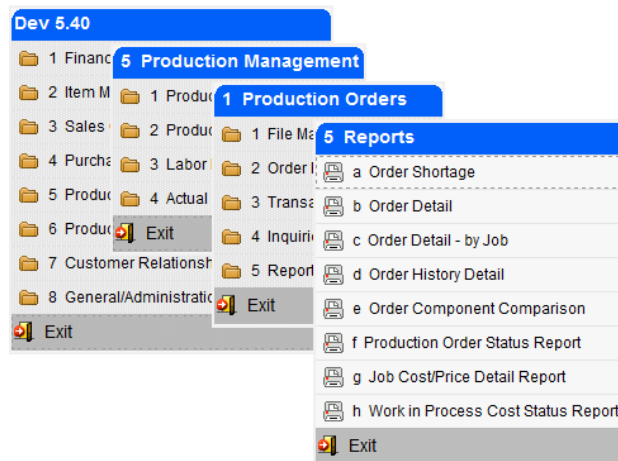 Dev 5.40
1 Financ
2 Item M
3 Sales
4 Purcha
5 Produc
6 Produc
7 Customer Relationsh
8 General/Administratio
Exit
5 Production Management
1 Produc
2 Produc
3 Labor
4 Actual
Exit
1 Production Orders
1 File Ma
2 Order
3 Transa
4 Inquiri
5 Report
Exit
5 Reports
a Order Shortage
b Order Detail
c Order Detail - by Job
d Order History Detail
e Order Component Comparison
f Production Order Status Report
g Job Cost/Price Detail Report
h Work in Process Cost Status Report
Exit